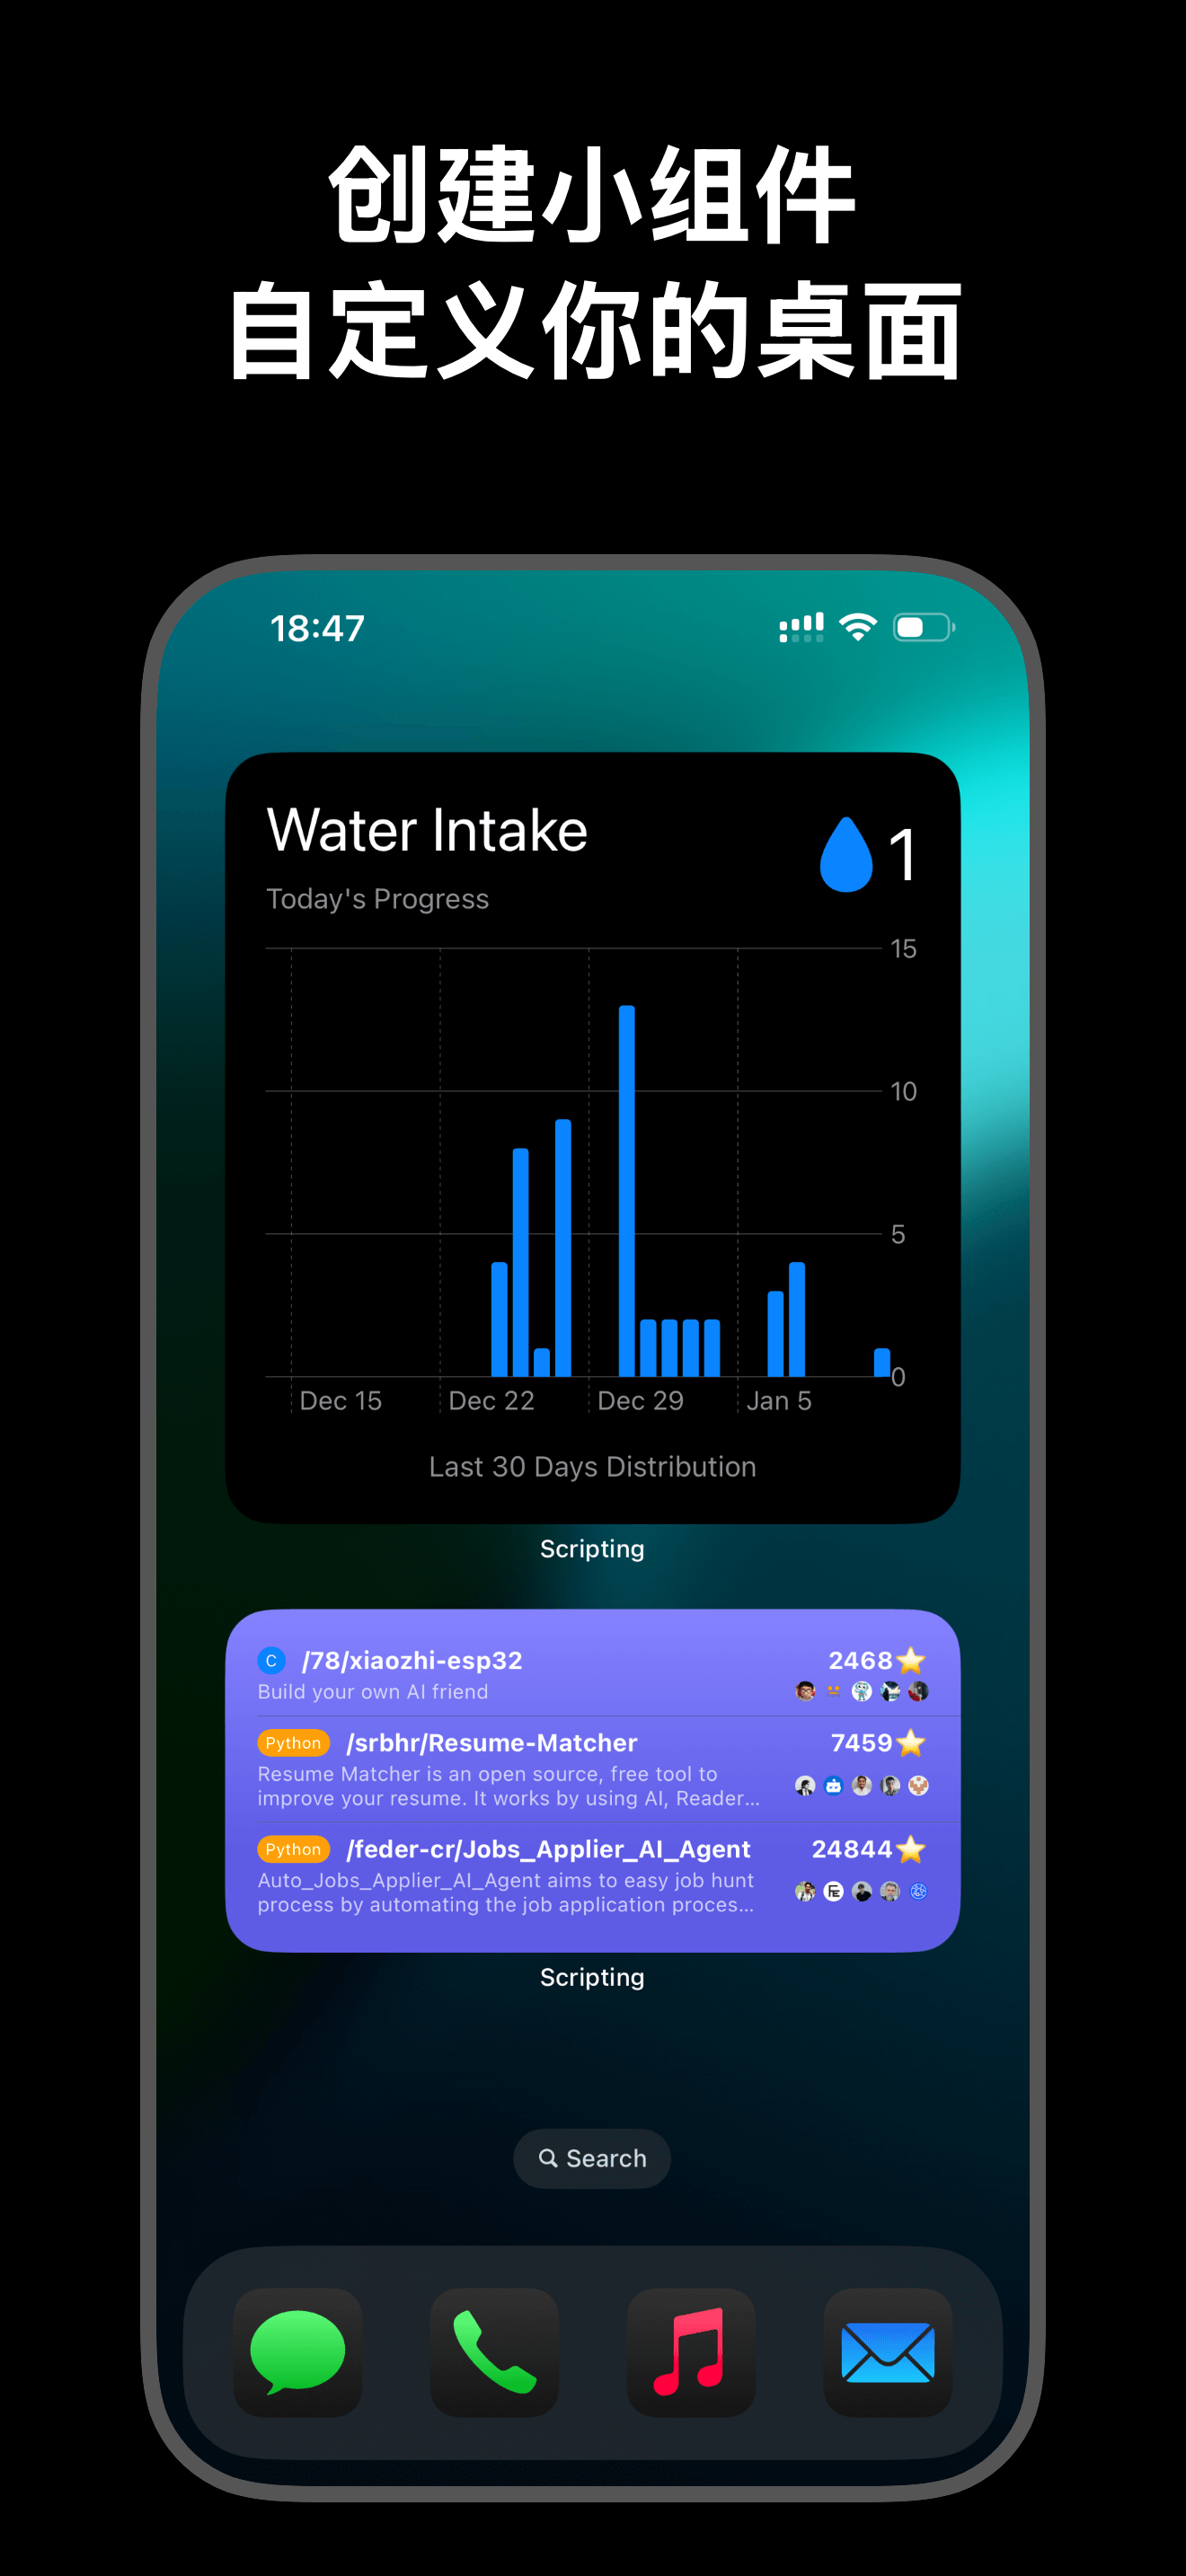 创建小组件
自定义你的桌面
18:47
Water Intake
1
Today's Progress
15
10
5
0
Dec 15
Dec 22
Dec 29
Jan 5
Last 30 Days Distribution
Scripting
C /78/xiaozhi-esp32 2468
Build your own AI friend
Python /srbhr/Resume-Matcher 7459
Resume Matcher is an open source, free tool to
improve your resume. It works by using AI, Reader...
Python /feder-cr/Jobs_Applier_AI_Agent 24844
Auto_Jobs_Applier_AI_Agent aims to easy job hunt
process by automating the job application proces...
FE
Scripting
Search